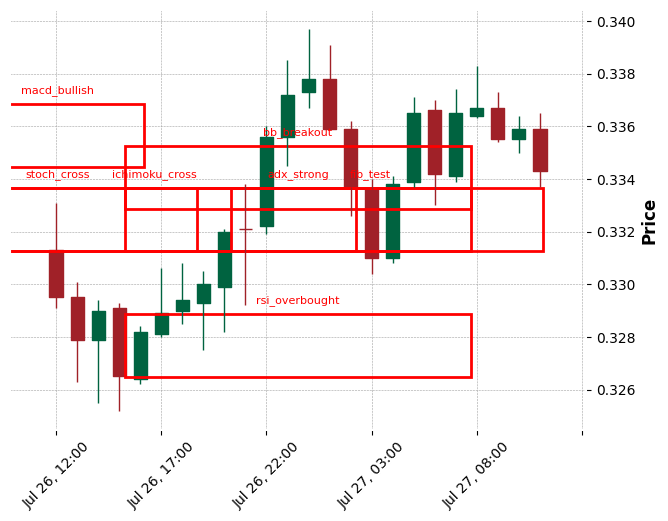 0.340
0.338
macd_bullish
0.336
bb_breakout
0.334
stoch_cross
ichimoku_cross
0.332
Price
0.330
rsi_overbought
0.328
0.326
Jul 26, 12:00
Jul 26, 17:00
Jul 26, 22:00
Jul 27, 03:00
Jul 27, 08:00